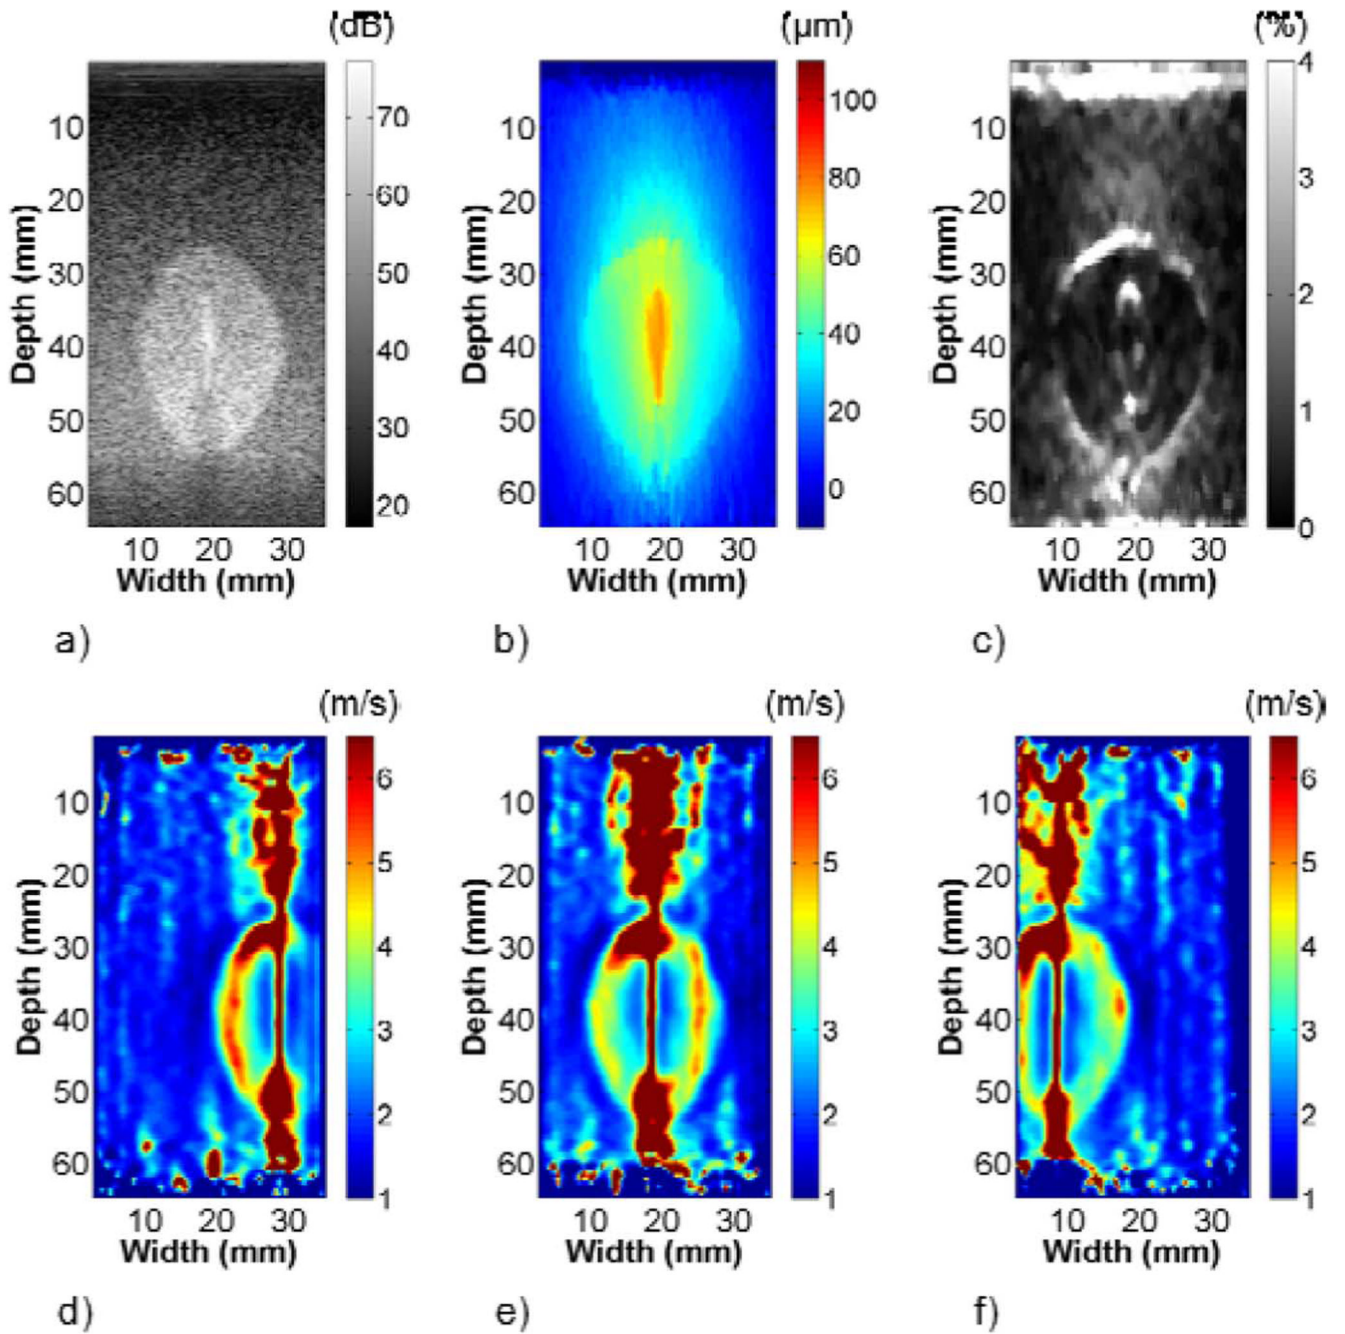 (dB) (µm) (%)
10 70 10 100 10 4
20 60 20 80 20 3
30 50 30 60 30
40 40 40 40 40 2
50 30 50 20 50 1
60 20 60 0 60 0
Depth (mm) Depth (mm) Depth (mm)
10 20 30 10 20 30 10 20 30
Width (mm) Width (mm) Width (mm)
a) b) c)
(m/s) (m/s) (m/s)
10 6 10 6 10 6
20 5 20 5 20 5
30 4 30 4 30 4
40 3 40 3 40 3
50 2 50 2 50 2
60 1 60 1 60 1
Depth (mm) Depth (mm) Depth (mm)
10 20 30 10 20 30 10 20 30
Width (mm) Width (mm) Width (mm)
d) e) f)